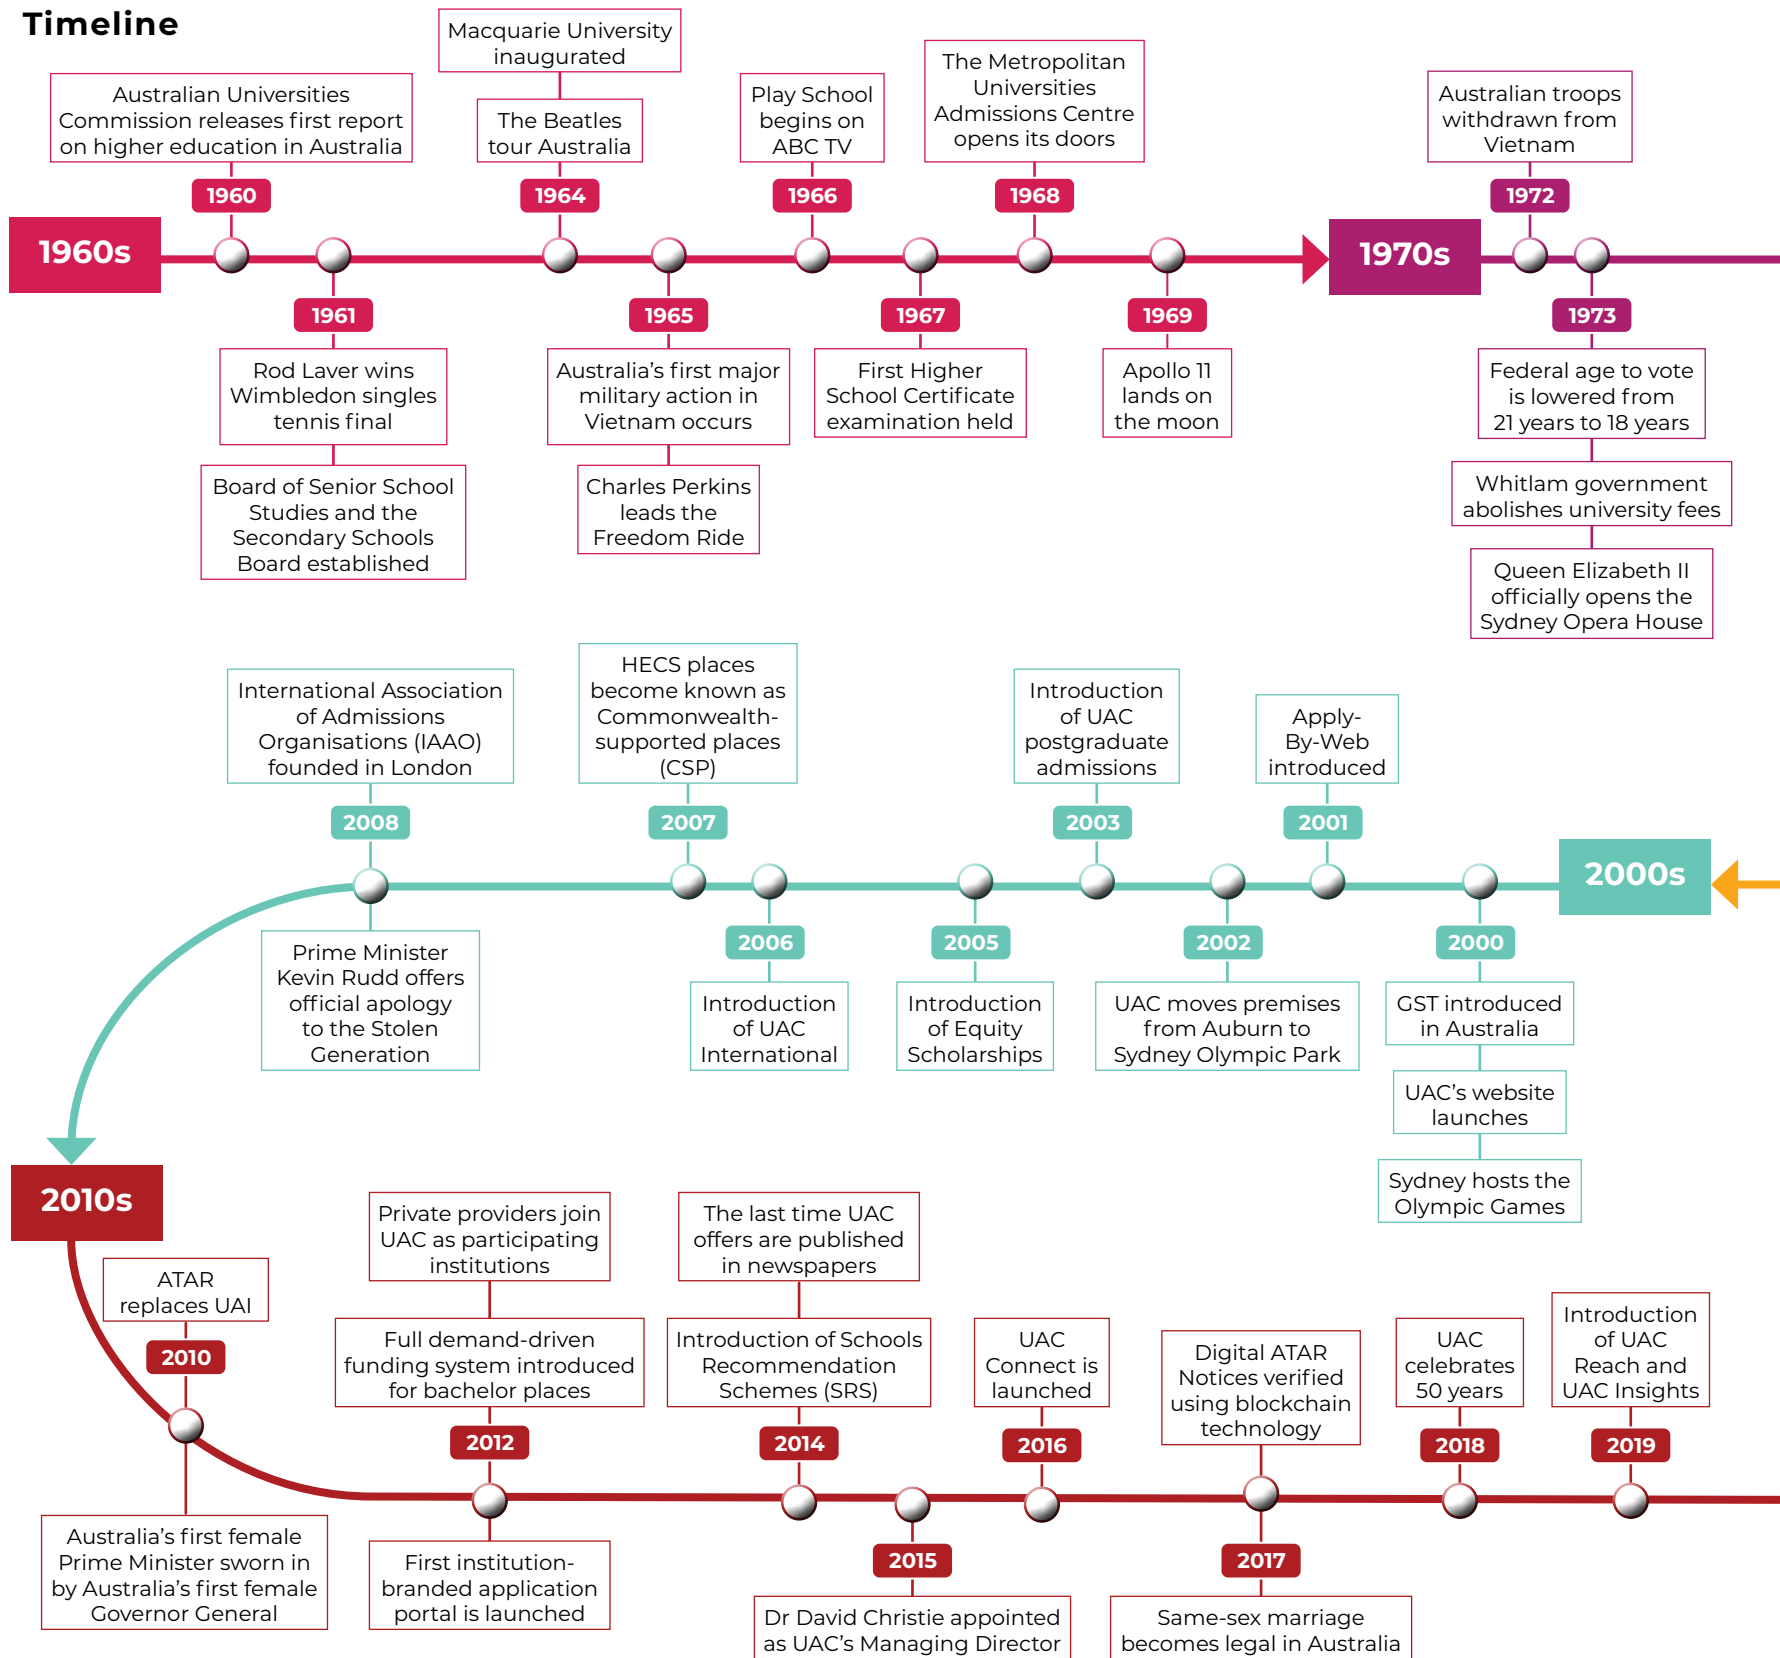 Timeline
Australian Universities
Commission releases first report
on higher education in Australia
1960
Macquarie University
inaugurated
The Beatles
tour Australia
1964
Play School
begins on
ABC TV
1966
The Metropolitan
Universities
Admissions Centre
opens its doors
1968
Australian troops
withdrawn from
Vietnam
1972
1960s
1970s
1961
Rod Laver wins
Wimbledon singles
tennis final
Board of Senior School
Studies and the
Secondary Schools
Board established
1965
Australia's first major
military action in
Vietnam occurs
Charles Perkins
leads the
Freedom Ride
1967
First Higher
School Certificate
examination held
1969
Apollo 11
lands on
the moon
1973
Federal age to vote
is lowered from
21 years to 18 years
Whitlam government
abolishes university fees
Queen Elizabeth II
officially opens the
Sydney Opera House
International Association
of Admissions
Organisations (IAAO)
founded in London
2008
HECS places
become known as
Commonwealth-
supported places
(CSP)
2007
Introduction
of UAC
postgraduate
admissions
2003
Apply-
By-Web
introduced
2001
2000s
Prime Minister
Kevin Rudd offers
official apology
to the Stolen
Generation
2006
Introduction
of UAC
International
2005
Introduction
of Equity
Scholarships
2002
UAC moves premises
from Auburn to
Sydney Olympic Park
2000
GST introduced
in Australia
UAC's website
launches
Sydney hosts the
Olympic Games
2010s
ATAR
replaces UAI
2010
Private providers join
UAC as participating
institutions
Full demand-driven
funding system introduced
for bachelor places
2012
The last time UAC
offers are published
in newspapers
Introduction of Schools
Recommendation
Schemes (SRS)
2014
UAC
Connect is
launched
2016
Digital ATAR
Notices verified
using blockchain
technology
UAC
celebrates
50 years
2018
Introduction
of UAC
Reach and
UAC Insights
2019
Australia's first female
Prime Minister sworn in
by Australia's first female
Governor General
First institution-
branded application
portal is launched
2015
Dr David Christie appointed
as UAC's Managing Director
2017
Same-sex marriage
becomes legal in Australia